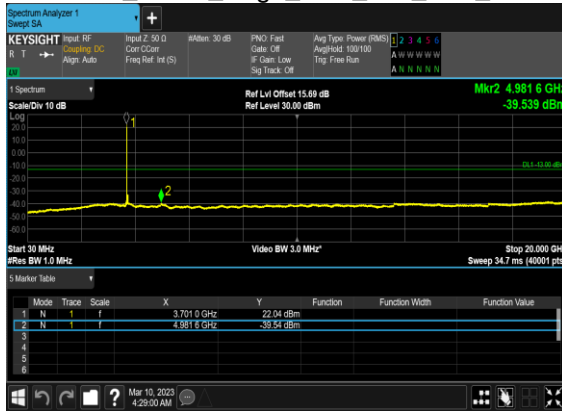 Spectrum Analyzer 1
Swept SA
+
KEYSIGHT
R T
Input: RF
Coupling: DC
Align: Auto
Input Z: 50 Ω
Corr CCorr
Freq Ref: Int (S)
#Atten: 30 dB
PNO: Fast
Gate: Off
IF Gain: Low
Sig Track: Off
Avg Type: Power (RMS)
Avg|Hold: 100/100
Trig: Free Run
1 2 3 4 5 6
A W W W W W
A N N N N N
1 Spectrum
Scale/Div 10 dB
Ref Lvl Offset 15.69 dB
Ref Level 30.00 dBm
Mkr2 4.981 6 GHz
-39.539 dBm
Log
20.0
10.0
0.00
-10.0
-20.0
-30.0
-40.0
-50.0
-60.0
1
2
DL1 -13.00 dBm
Start 30 MHz
#Res BW 1.0 MHz
Video BW 3.0 MHz*
Stop 20.000 GHz
Sweep 34.7 ms (40001 pts)
5 Marker Table
Mode Trace Scale X Y Function Function Width Function Value
1 N 1 f 3.701 0 GHz 22.04 dBm
2 N 1 f 4.981 6 GHz -39.54 dBm
3
4
5
6
?
Mar 10, 2023
4:29:00 AM